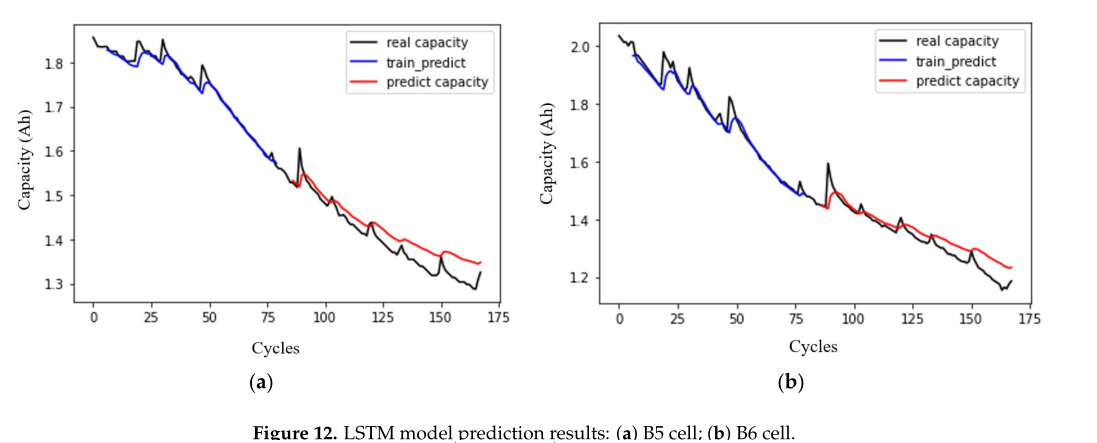 real capacity
train_predict
predict capacity
1.8
1.7
1.6
1.5
1.4
1.3
Capacity (Ah)
0 25 50 75 100 125 150 175
Cycles
(a)
real capacity
train_predict
predict capacity
2.0
1.8
1.6
1.4
1.2
Capacity (Ah)
0 25 50 75 100 125 150 175
Cycles
(b)
Figure 12. LSTM model prediction results: (a) B5 cell; (b) B6 cell.